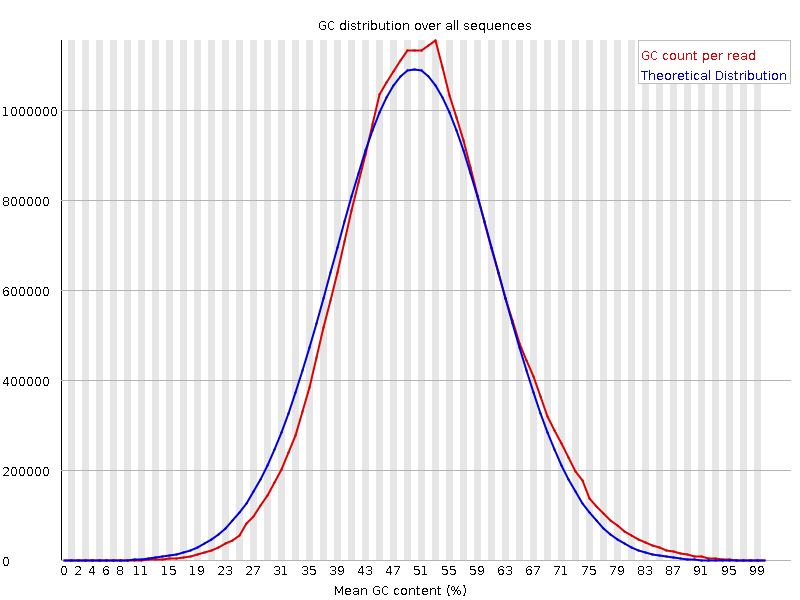 GC distribution over all sequences
GC count per read
Theoretical Distribution
1000000
800000
600000
400000
200000
0
0 2 4 6 8 11 15 19 23 27 31 35 39 43 47 51 55 59 63 67 71 75 79 83 87 91 95 99
Mean GC content (%)